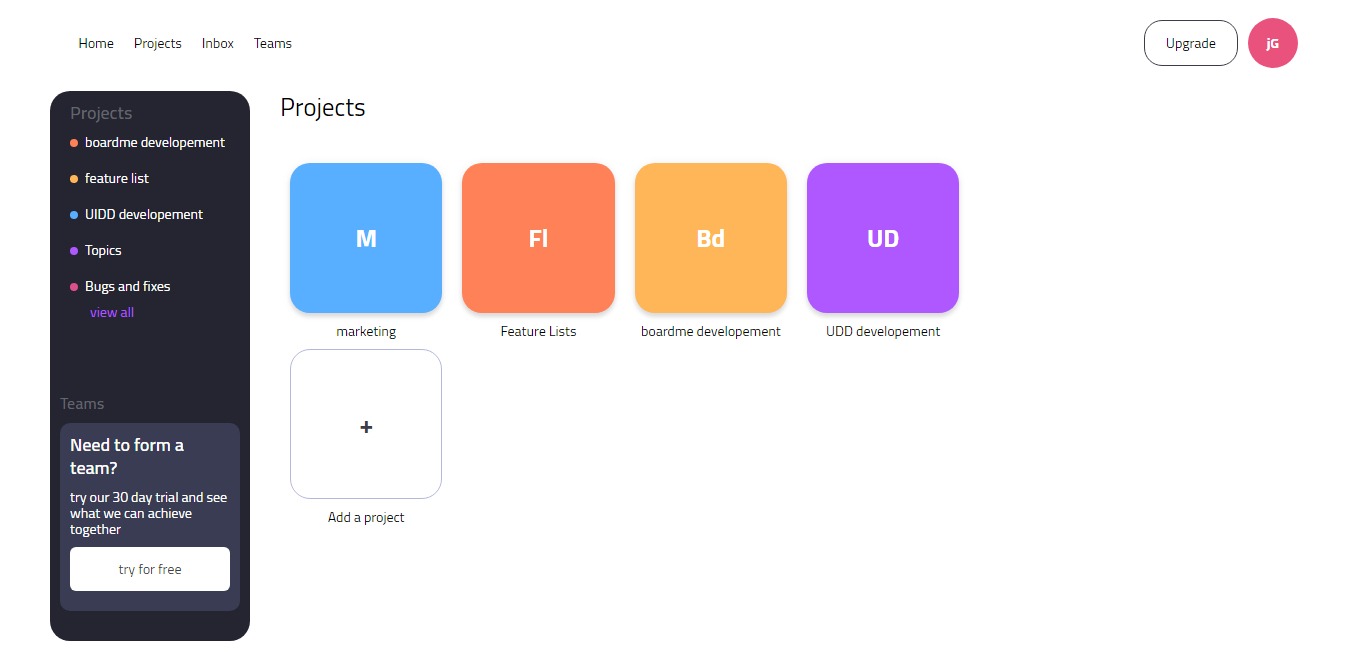 Home Projects Inbox Teams
Upgrade
jG
Projects
boardme developement
feature list
UIDD developement
Topics
Bugs and fixes
view all
Teams
Need to form a
team?
try our 30 day trial and see
what we can achieve
together
try for free
Projects
M Fl Bd UD
marketing Feature Lists boardme developement UDD developement
+
Add a project